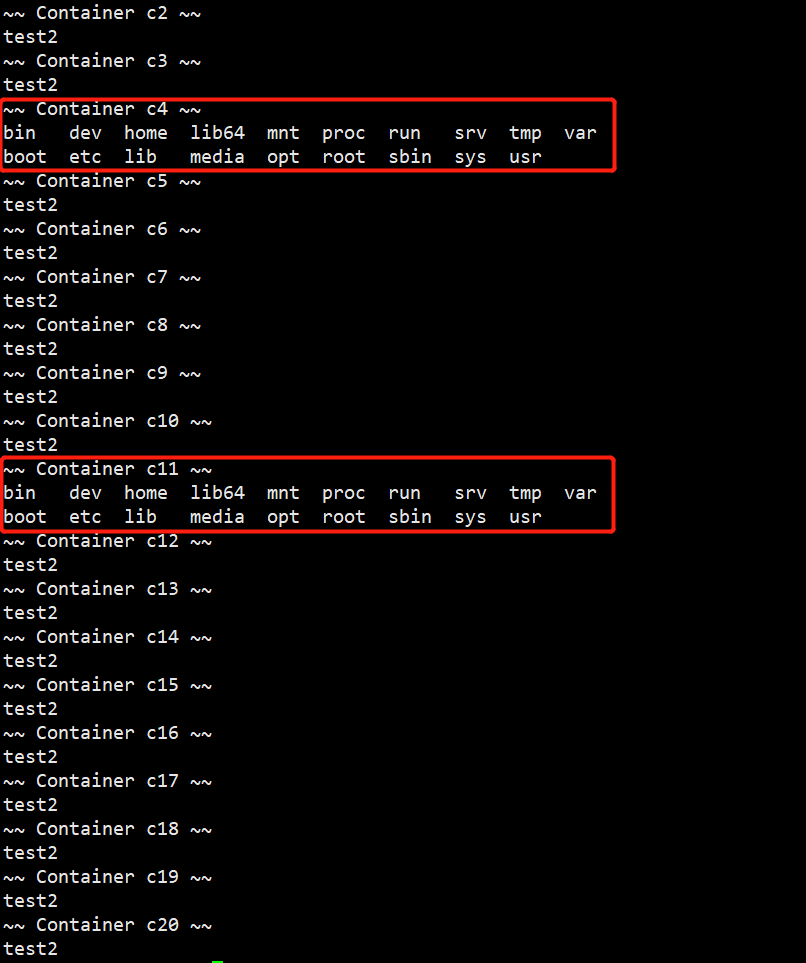 ~~ Container c2 ~~
test2
~~ Container c3 ~~
test2
~~ Container c4 ~~
bin   dev  home  lib64  mnt  proc  run   srv  tmp  var
boot  etc  lib   media  opt  root  sbin  sys  usr
~~ Container c5 ~~
test2
~~ Container c6 ~~
test2
~~ Container c7 ~~
test2
~~ Container c8 ~~
test2
~~ Container c9 ~~
test2
~~ Container c10 ~~
test2
~~ Container c11 ~~
bin   dev  home  lib64  mnt  proc  run   srv  tmp  var
boot  etc  lib   media  opt  root  sbin  sys  usr
~~ Container c12 ~~
test2
~~ Container c13 ~~
test2
~~ Container c14 ~~
test2
~~ Container c15 ~~
test2
~~ Container c16 ~~
test2
~~ Container c17 ~~
test2
~~ Container c18 ~~
test2
~~ Container c19 ~~
test2
~~ Container c20 ~~
test2